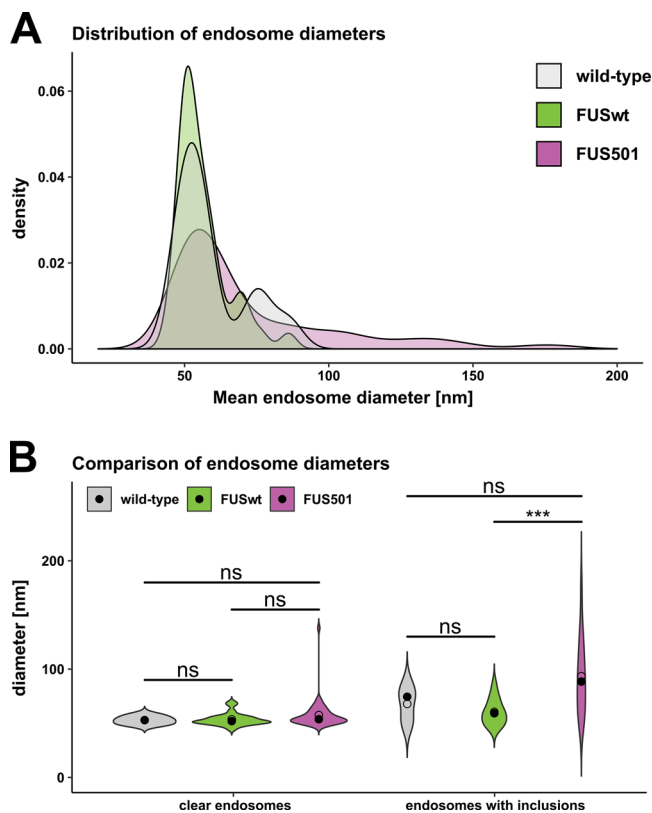 A
Distribution of endosome diameters
wild-type
FUSwt
FUS501
density
0.06
0.04
0.02
0.00
50 100 150 200
Mean endosome diameter [nm]
B
Comparison of endosome diameters
wild-type FUSwt FUS501
ns
***
ns
ns
ns
ns
diameter [nm]
200
100
0
clear endosomes endosomes with inclusions